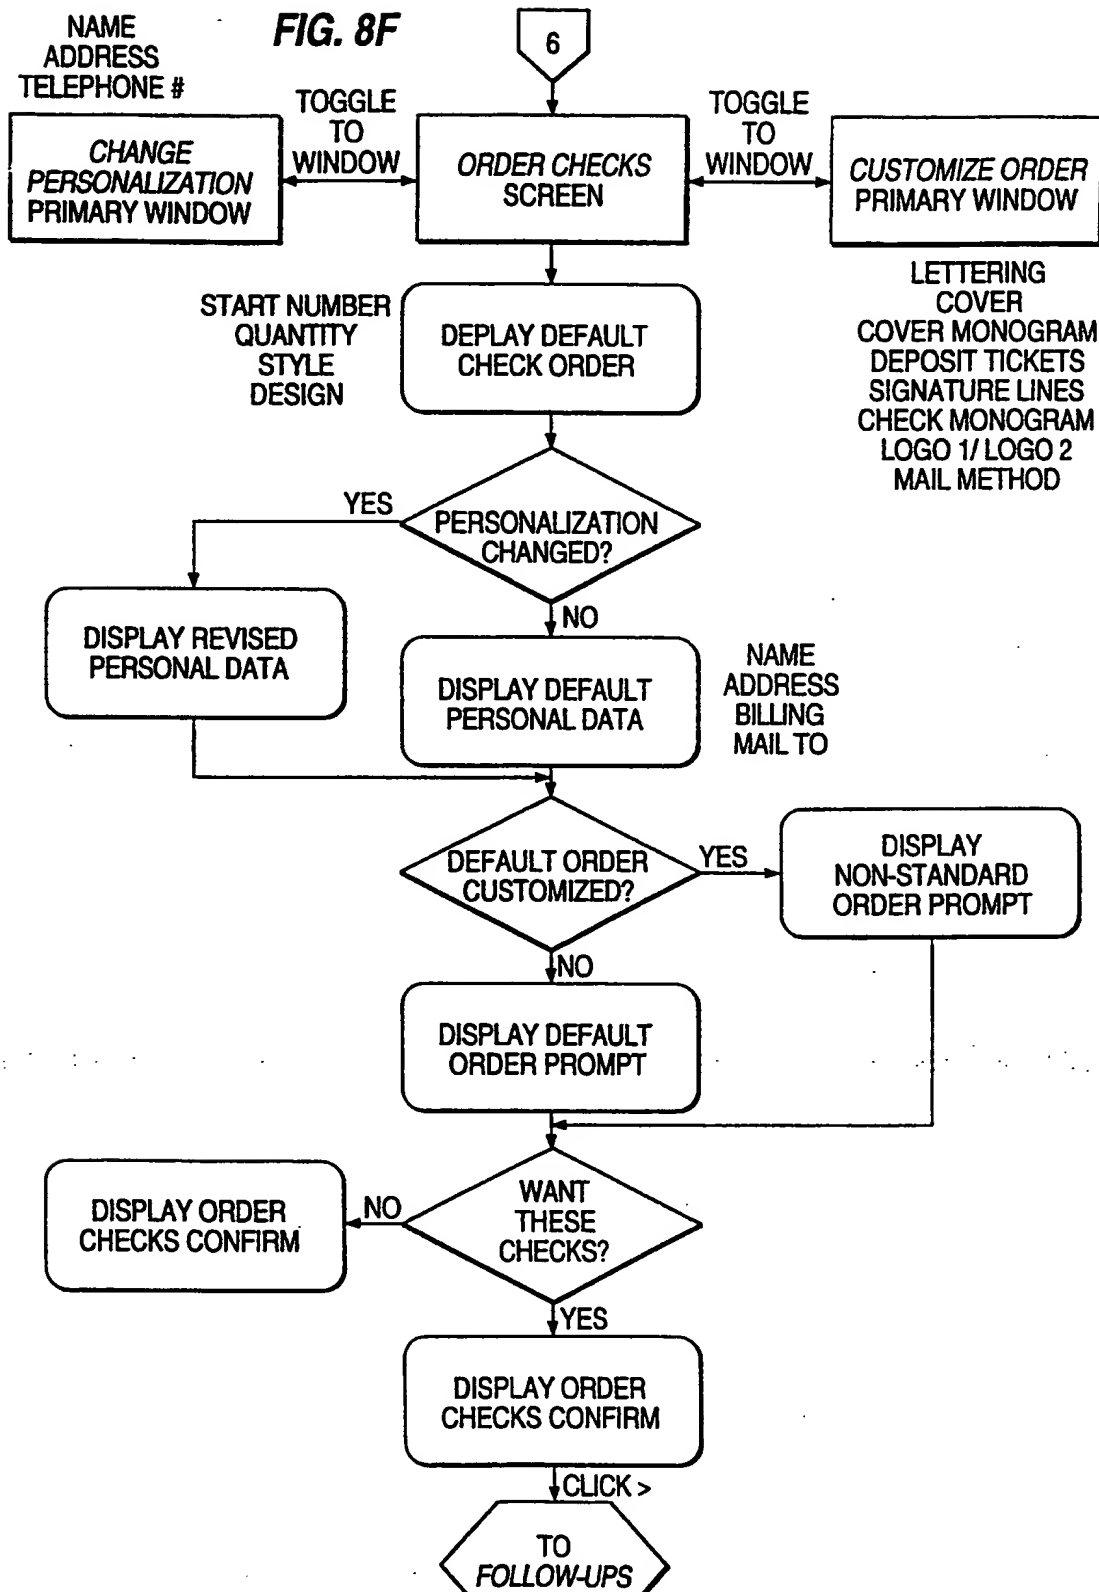 FIG. 8F
6
NAME
ADDRESS
TELEPHONE #
CHANGE
PERSONALIZATION
PRIMARY WINDOW
TOGGLE
TO
WINDOW
ORDER CHECKS
SCREEN
TOGGLE
TO
WINDOW
CUSTOMIZE ORDER
PRIMARY WINDOW
LETTERING
COVER
COVER MONOGRAM
DEPOSIT TICKETS
SIGNATURE LINES
CHECK MONOGRAM
LOGO 1/ LOGO 2
MAIL METHOD
START NUMBER
QUANTITY
STYLE
DESIGN
DEPLAY DEFAULT
CHECK ORDER
PERSONALIZATION
CHANGED?
YES
DISPLAY REVISED
PERSONAL DATA
NO
DISPLAY DEFAULT
PERSONAL DATA
NAME
ADDRESS
BILLING
MAIL TO
DEFAULT ORDER
CUSTOMIZED?
YES
DISPLAY
NON-STANDARD
ORDER PROMPT
NO
DISPLAY DEFAULT
ORDER PROMPT
WANT
THESE
CHECKS?
NO
DISPLAY ORDER
CHECKS CONFIRM
YES
DISPLAY ORDER
CHECKS CONFIRM
CLICK >
TO
FOLLOW-UPS